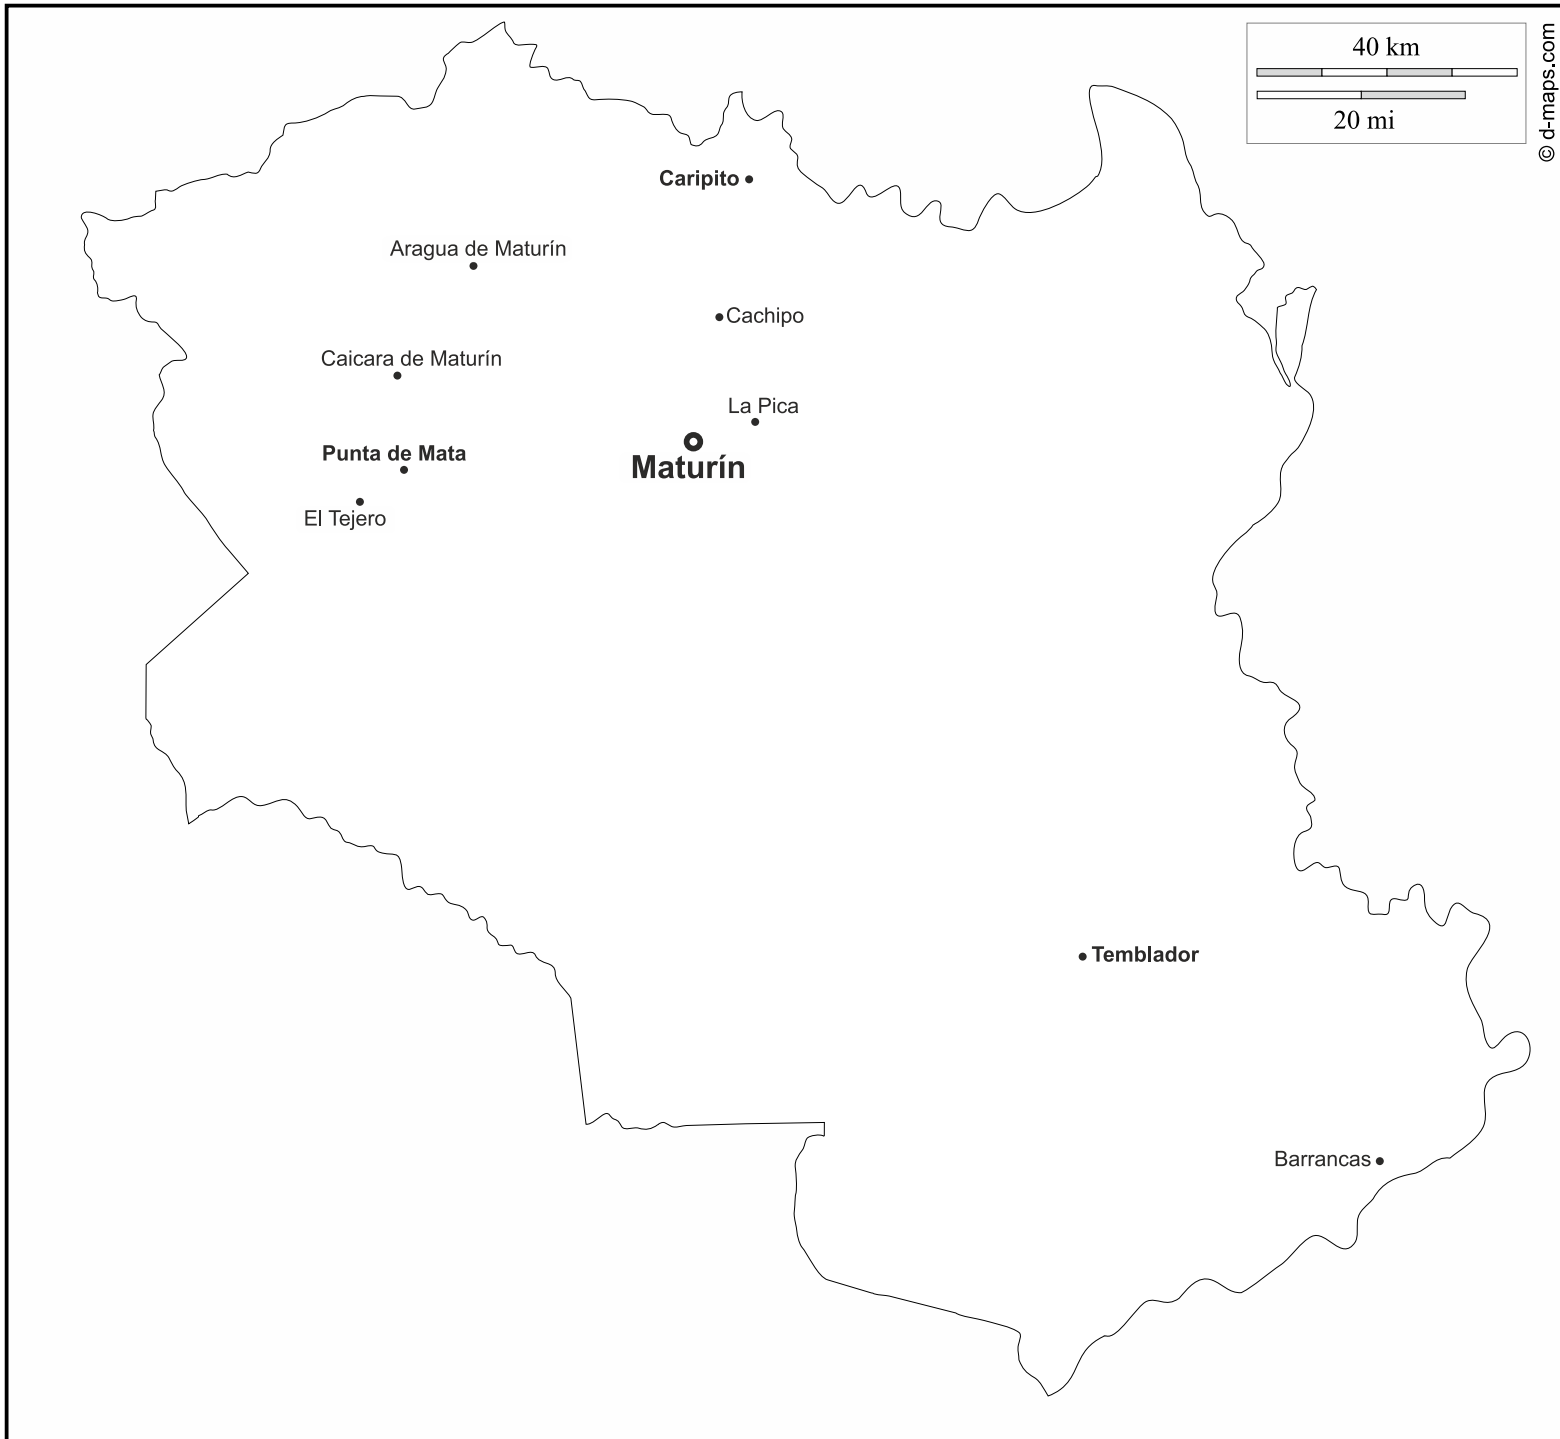 40 km
20 mi
© d-maps.com
Caripito
Aragua de Maturín
Cachipo
Caicara de Maturín
La Pica
Punta de Mata
Maturín
El Tejero
Temblador
Barrancas